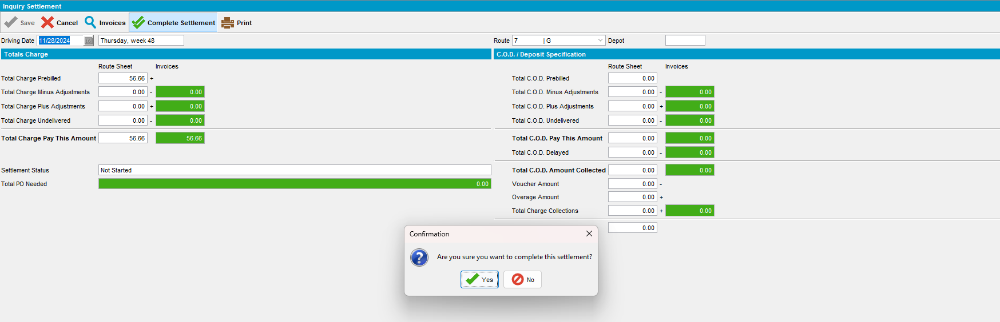 Inquiry Settlement
Save Cancel Invoices Complete Settlement Print
Driving Date 11/28/2024 Thursday, week 48 Route 7 | G Depot
Totals Charge C.O.D. / Deposit Specification
Route Sheet Invoices Route Sheet Invoices
Total Charge Prebilled 56.66 + Total C.O.D. Prebilled 0.00
Total Charge Minus Adjustments 0.00 - 0.00 Total C.O.D. Minus Adjustments 0.00 - 0.00
Total Charge Plus Adjustments 0.00 + 0.00 Total C.O.D. Plus Adjustments 0.00 + 0.00
Total Charge Undelivered 0.00 - 0.00 Total C.O.D. Undelivered 0.00 - 0.00
Total Charge Pay This Amount 56.66 56.66 Total C.O.D. Pay This Amount 0.00 0.00
Total C.O.D. Delayed 0.00 - 0.00
Settlement Status Not Started Total C.O.D. Amount Collected 0.00 0.00
Total PO Needed 0.00 Voucher Amount 0.00 -
Overage Amount 0.00 +
Total Charge Collections 0.00 + 0.00
0.00
Confirmation
? Are you sure you want to complete this settlement?
Yes No